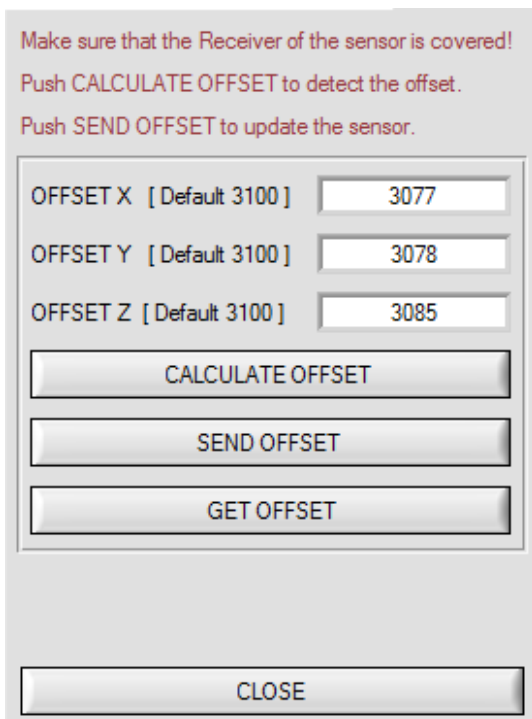 Make sure that the Receiver of the sensor is covered!
Push CALCULATE OFFSET to detect the offset.
Push SEND OFFSET to update the sensor.
OFFSET X [ Default 3100 ] 3077
OFFSET Y [ Default 3100 ] 3078
OFFSET Z [ Default 3100 ] 3085
CALCULATE OFFSET
SEND OFFSET
GET OFFSET
CLOSE